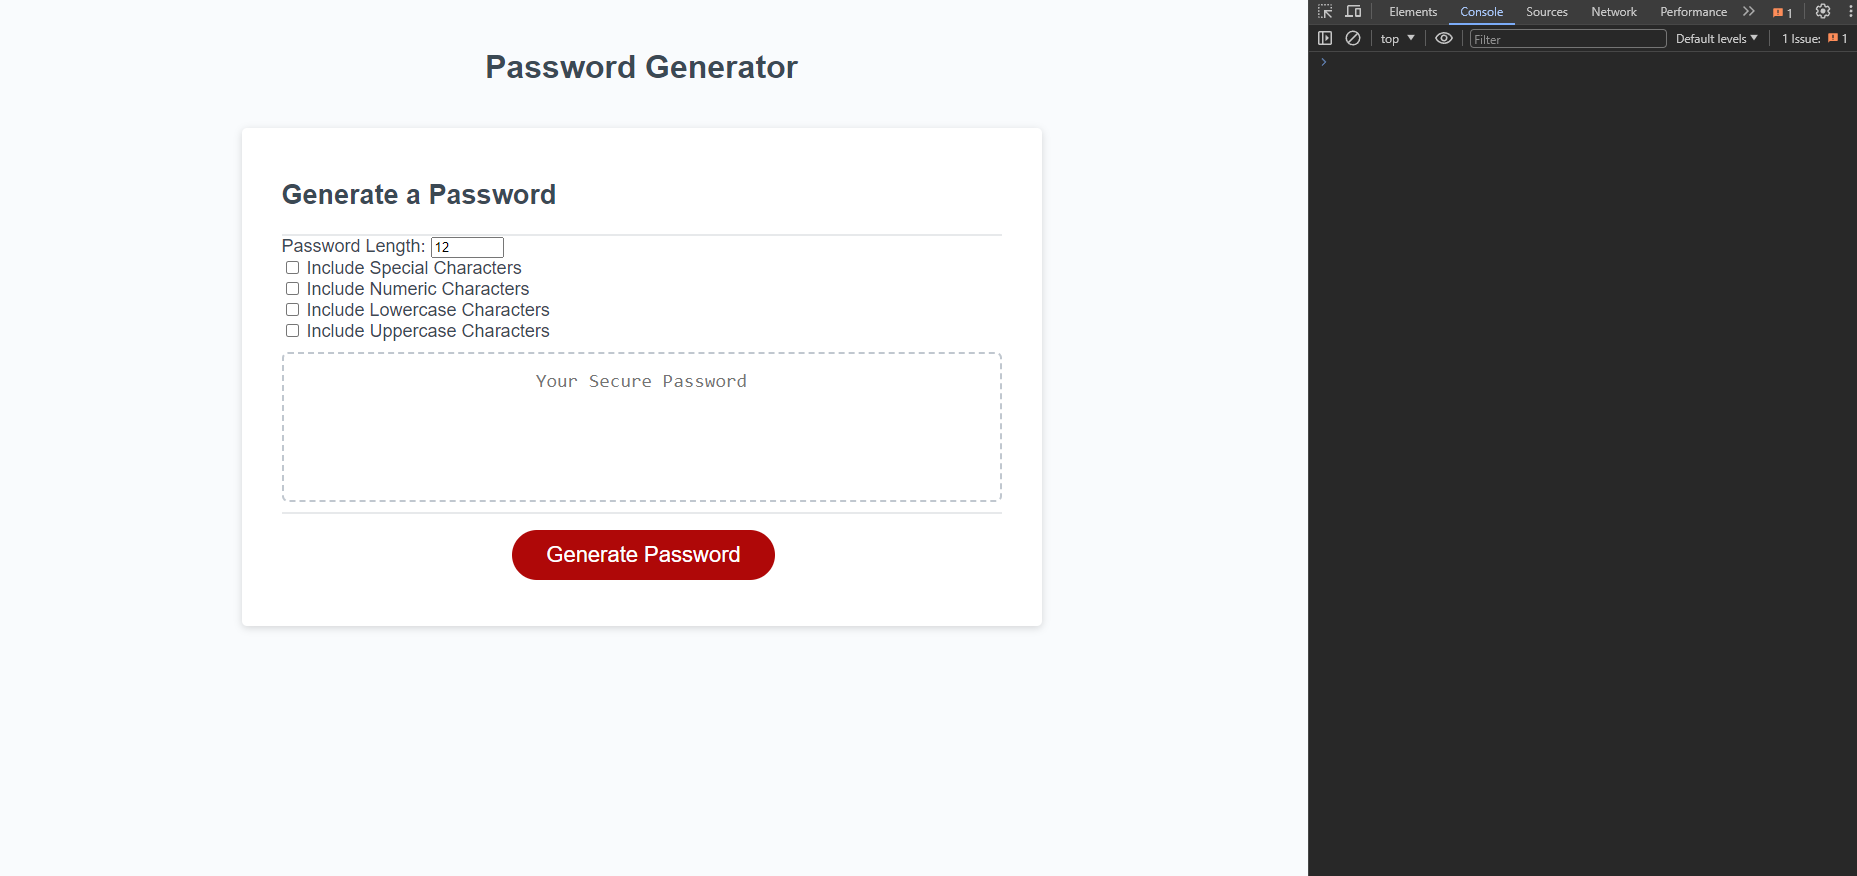 Password Generator
Generate a Password
Password Length: 12
Include Special Characters
Include Numeric Characters
Include Lowercase Characters
Include Uppercase Characters
Your Secure Password
Generate Password
Elements Console Sources Network Performance 1
top Filter Default levels 1 Issue: 1